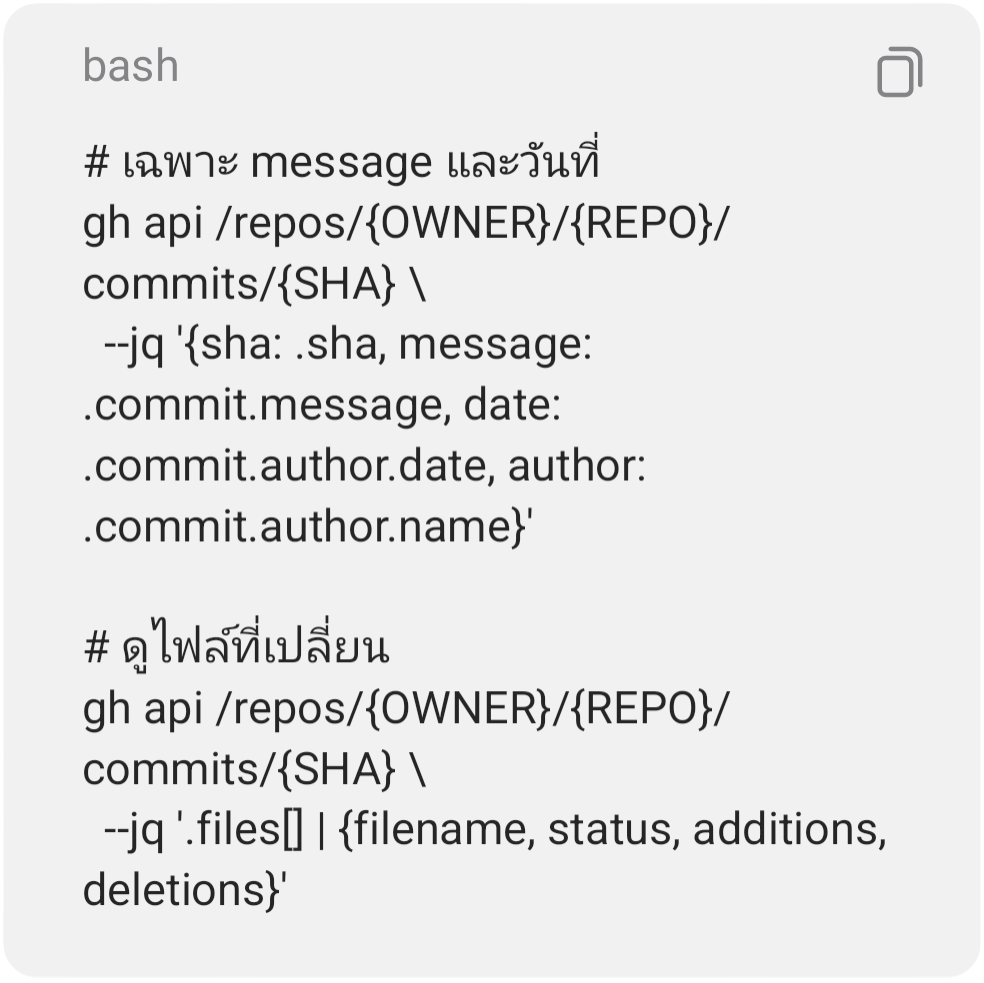 bash
# เฉพาะ message และวันที่
gh api /repos/{OWNER}/{REPO}/
commits/{SHA} \
  --jq '{sha: .sha, message:
.commit.message, date:
.commit.author.date, author:
.commit.author.name}'

# ดูไฟล์ที่เปลี่ยน
gh api /repos/{OWNER}/{REPO}/
commits/{SHA} \
  --jq '.files[] | {filename, status, additions,
deletions}'